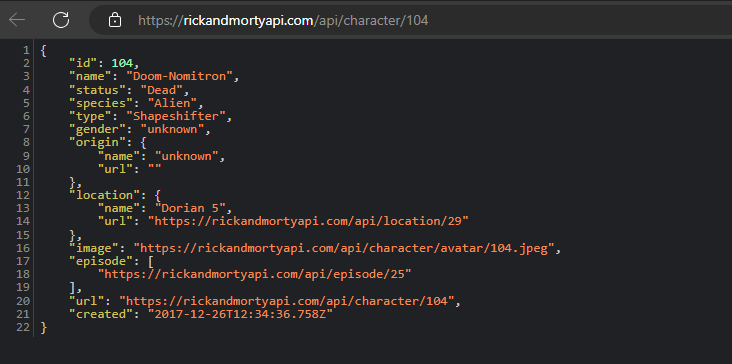 https://rickandmortyapi.com/api/character/104
1 {
2     "id": 104,
3     "name": "Doom-Nomitron",
4     "status": "Dead",
5     "species": "Alien",
6     "type": "Shapeshifter",
7     "gender": "unknown",
8     "origin": {
9         "name": "unknown",
10         "url": ""
11     },
12     "location": {
13         "name": "Dorian 5",
14         "url": "https://rickandmortyapi.com/api/location/29"
15     },
16     "image": "https://rickandmortyapi.com/api/character/avatar/104.jpeg",
17     "episode": [
18         "https://rickandmortyapi.com/api/episode/25"
19     ],
20     "url": "https://rickandmortyapi.com/api/character/104",
21     "created": "2017-12-26T12:34:36.758Z"
22 }